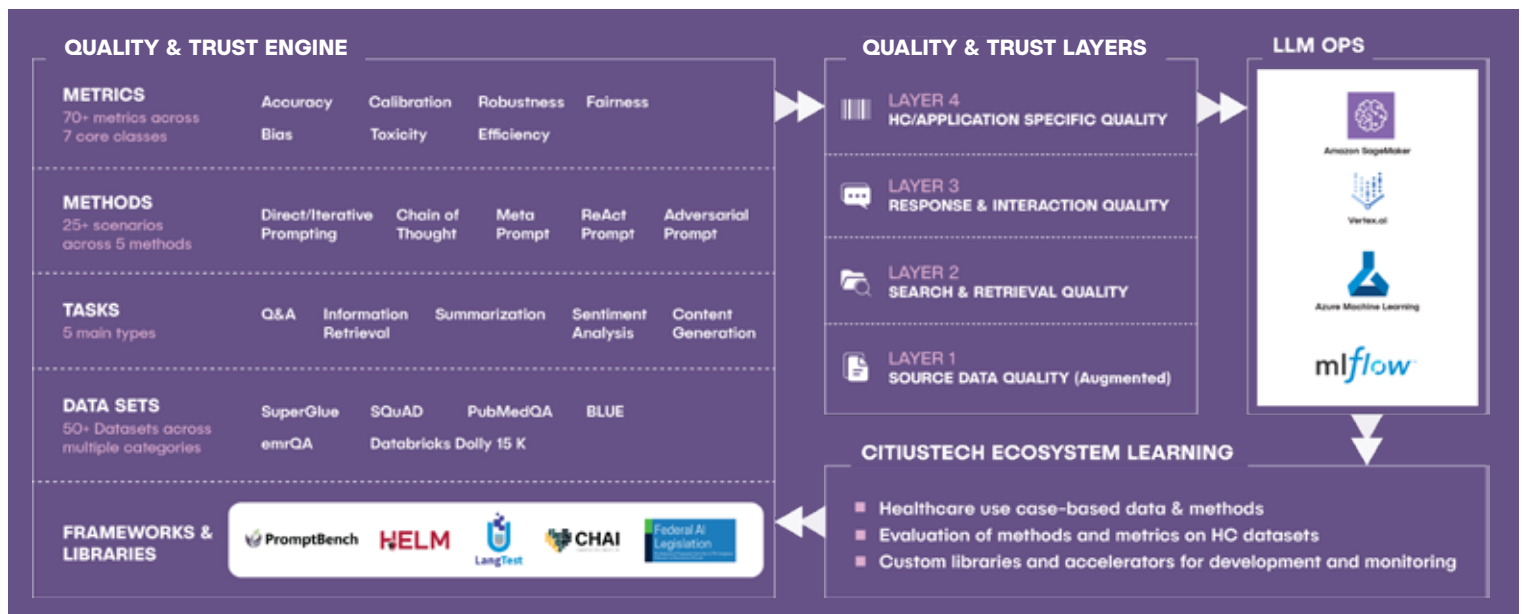 QUALITY & TRUST ENGINE
METRICS
70+ metrics across
7 core classes
Accuracy Calibration Robustness Fairness
Bias Toxicity Efficiency
METHODS
25+ scenarios
across 5 methods
Direct/Iterative
Prompting
Chain of
Thought
Meta
Prompt
ReAct
Prompt
Adversarial
Prompt
TASKS
5 main types
Q&A
Information
Retrieval
Summarization
Sentiment
Analysis
Content
Generation
DATA SETS
50+ Datasets across
multiple categories
SuperGlue SQuAD PubMedQA BLUE
emrQA Databricks Dolly 15 K
FRAMEWORKS &
LIBRARIES
PromptBench
HELM
LangTest
CHAI
Federal AI
Legislation
QUALITY & TRUST LAYERS
LAYER 4
HC/APPLICATION SPECIFIC QUALITY
LAYER 3
RESPONSE & INTERACTION QUALITY
LAYER 2
SEARCH & RETRIEVAL QUALITY
LAYER 1
SOURCE DATA QUALITY (Augmented)
LLM OPS
Amazon SageMaker
Vertex.ai
Azure Machine Learning
mlflow
CITIUSTECH ECOSYSTEM LEARNING
Healthcare use case-based data & methods
Evaluation of methods and metrics on HC datasets
Custom libraries and accelerators for development and monitoring